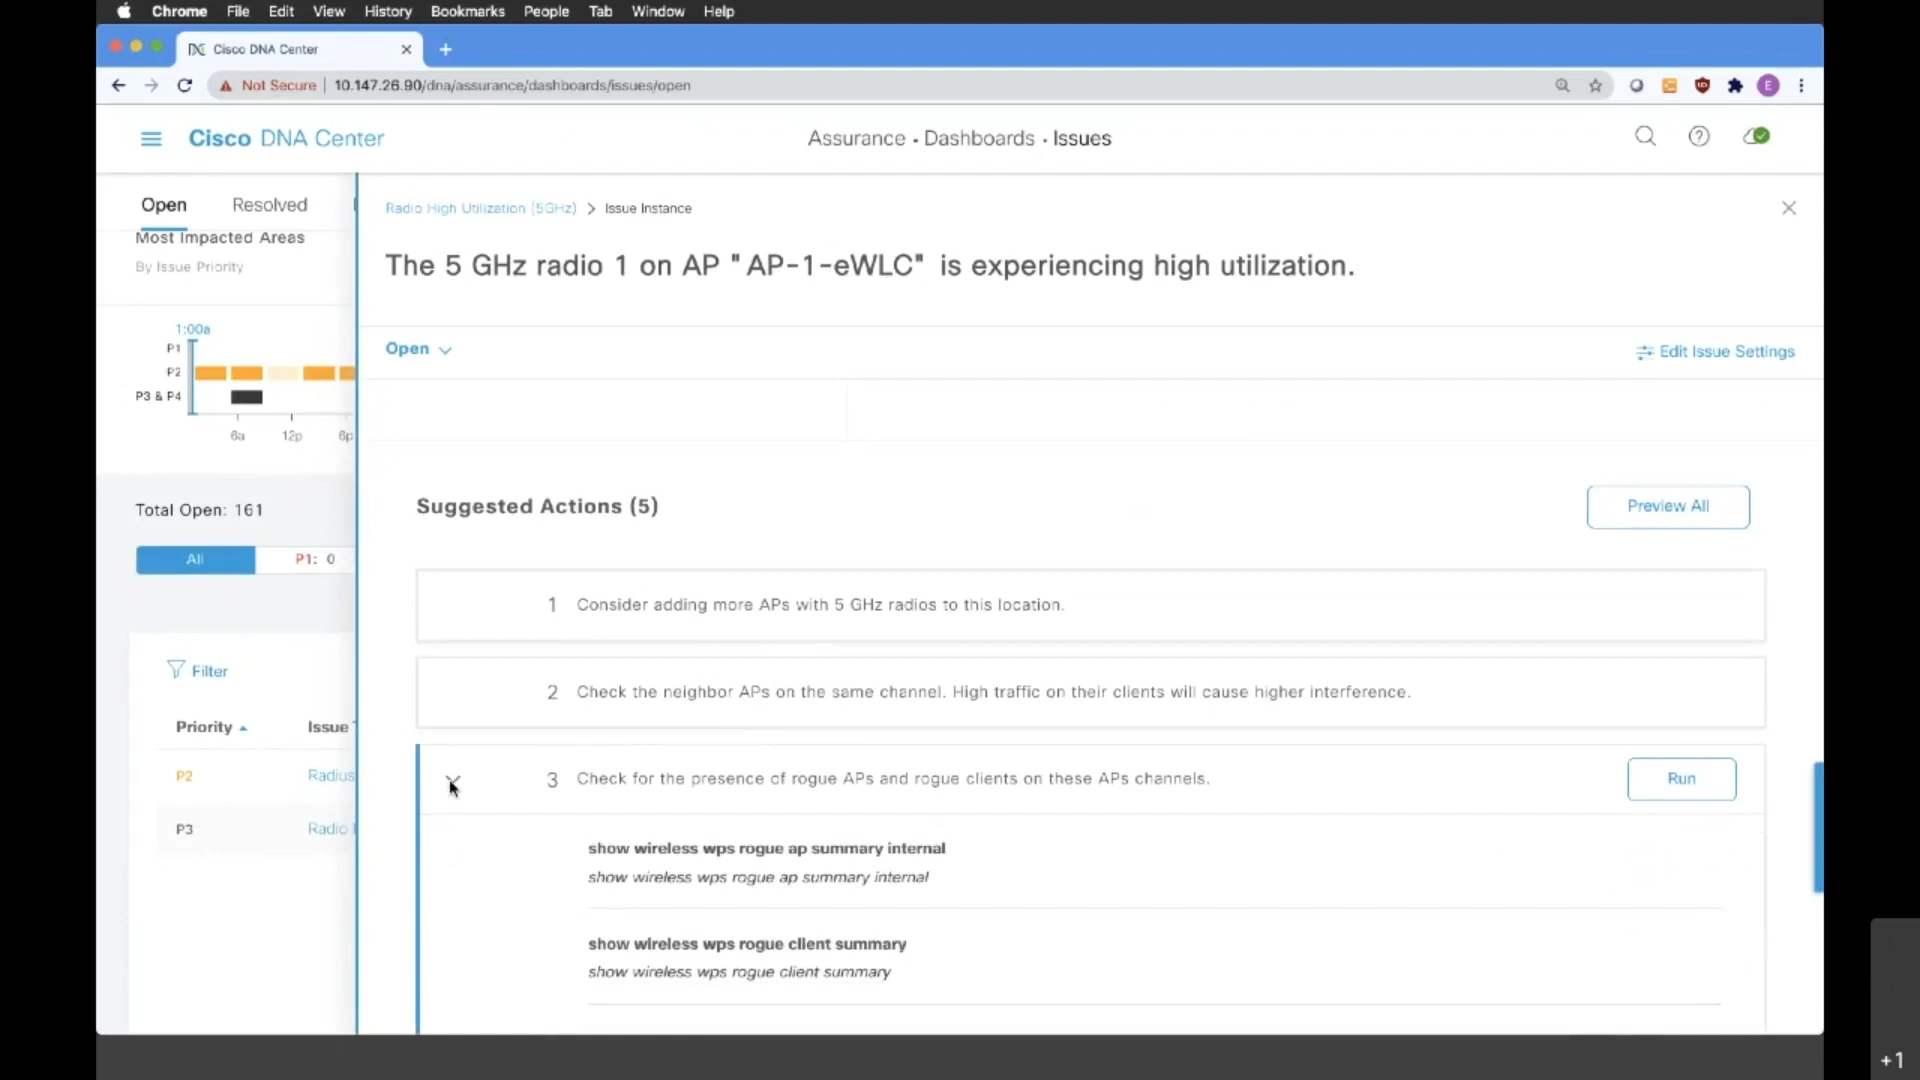 Chrome File Edit View History Bookmarks People Tab Window Help
Cisco DNA Center
Not Secure | 10.147.26.90/dna/assurance/dashboards/issues/open
E
Cisco DNA Center
Assurance · Dashboards · Issues
Open Resolved
Most Impacted Areas
By Issue Priority
1:00a
P1
P2
P3 & P4
6a 12p 6p
Total Open: 161
All P1: 0
Filter
Priority Issue
P2 Radius
P3 Radio
Radio High Utilization (5GHz) > Issue Instance
The 5 GHz radio 1 on AP "AP-1-eWLC" is experiencing high utilization.
Open
Edit Issue Settings
Suggested Actions (5)
Preview All
1 Consider adding more APs with 5 GHz radios to this location.
2 Check the neighbor APs on the same channel. High traffic on their clients will cause higher interference.
3 Check for the presence of rogue APs and rogue clients on these APs channels.
Run
show wireless wps rogue ap summary internal
show wireless wps rogue ap summary internal
show wireless wps rogue client summary
show wireless wps rogue client summary
+1